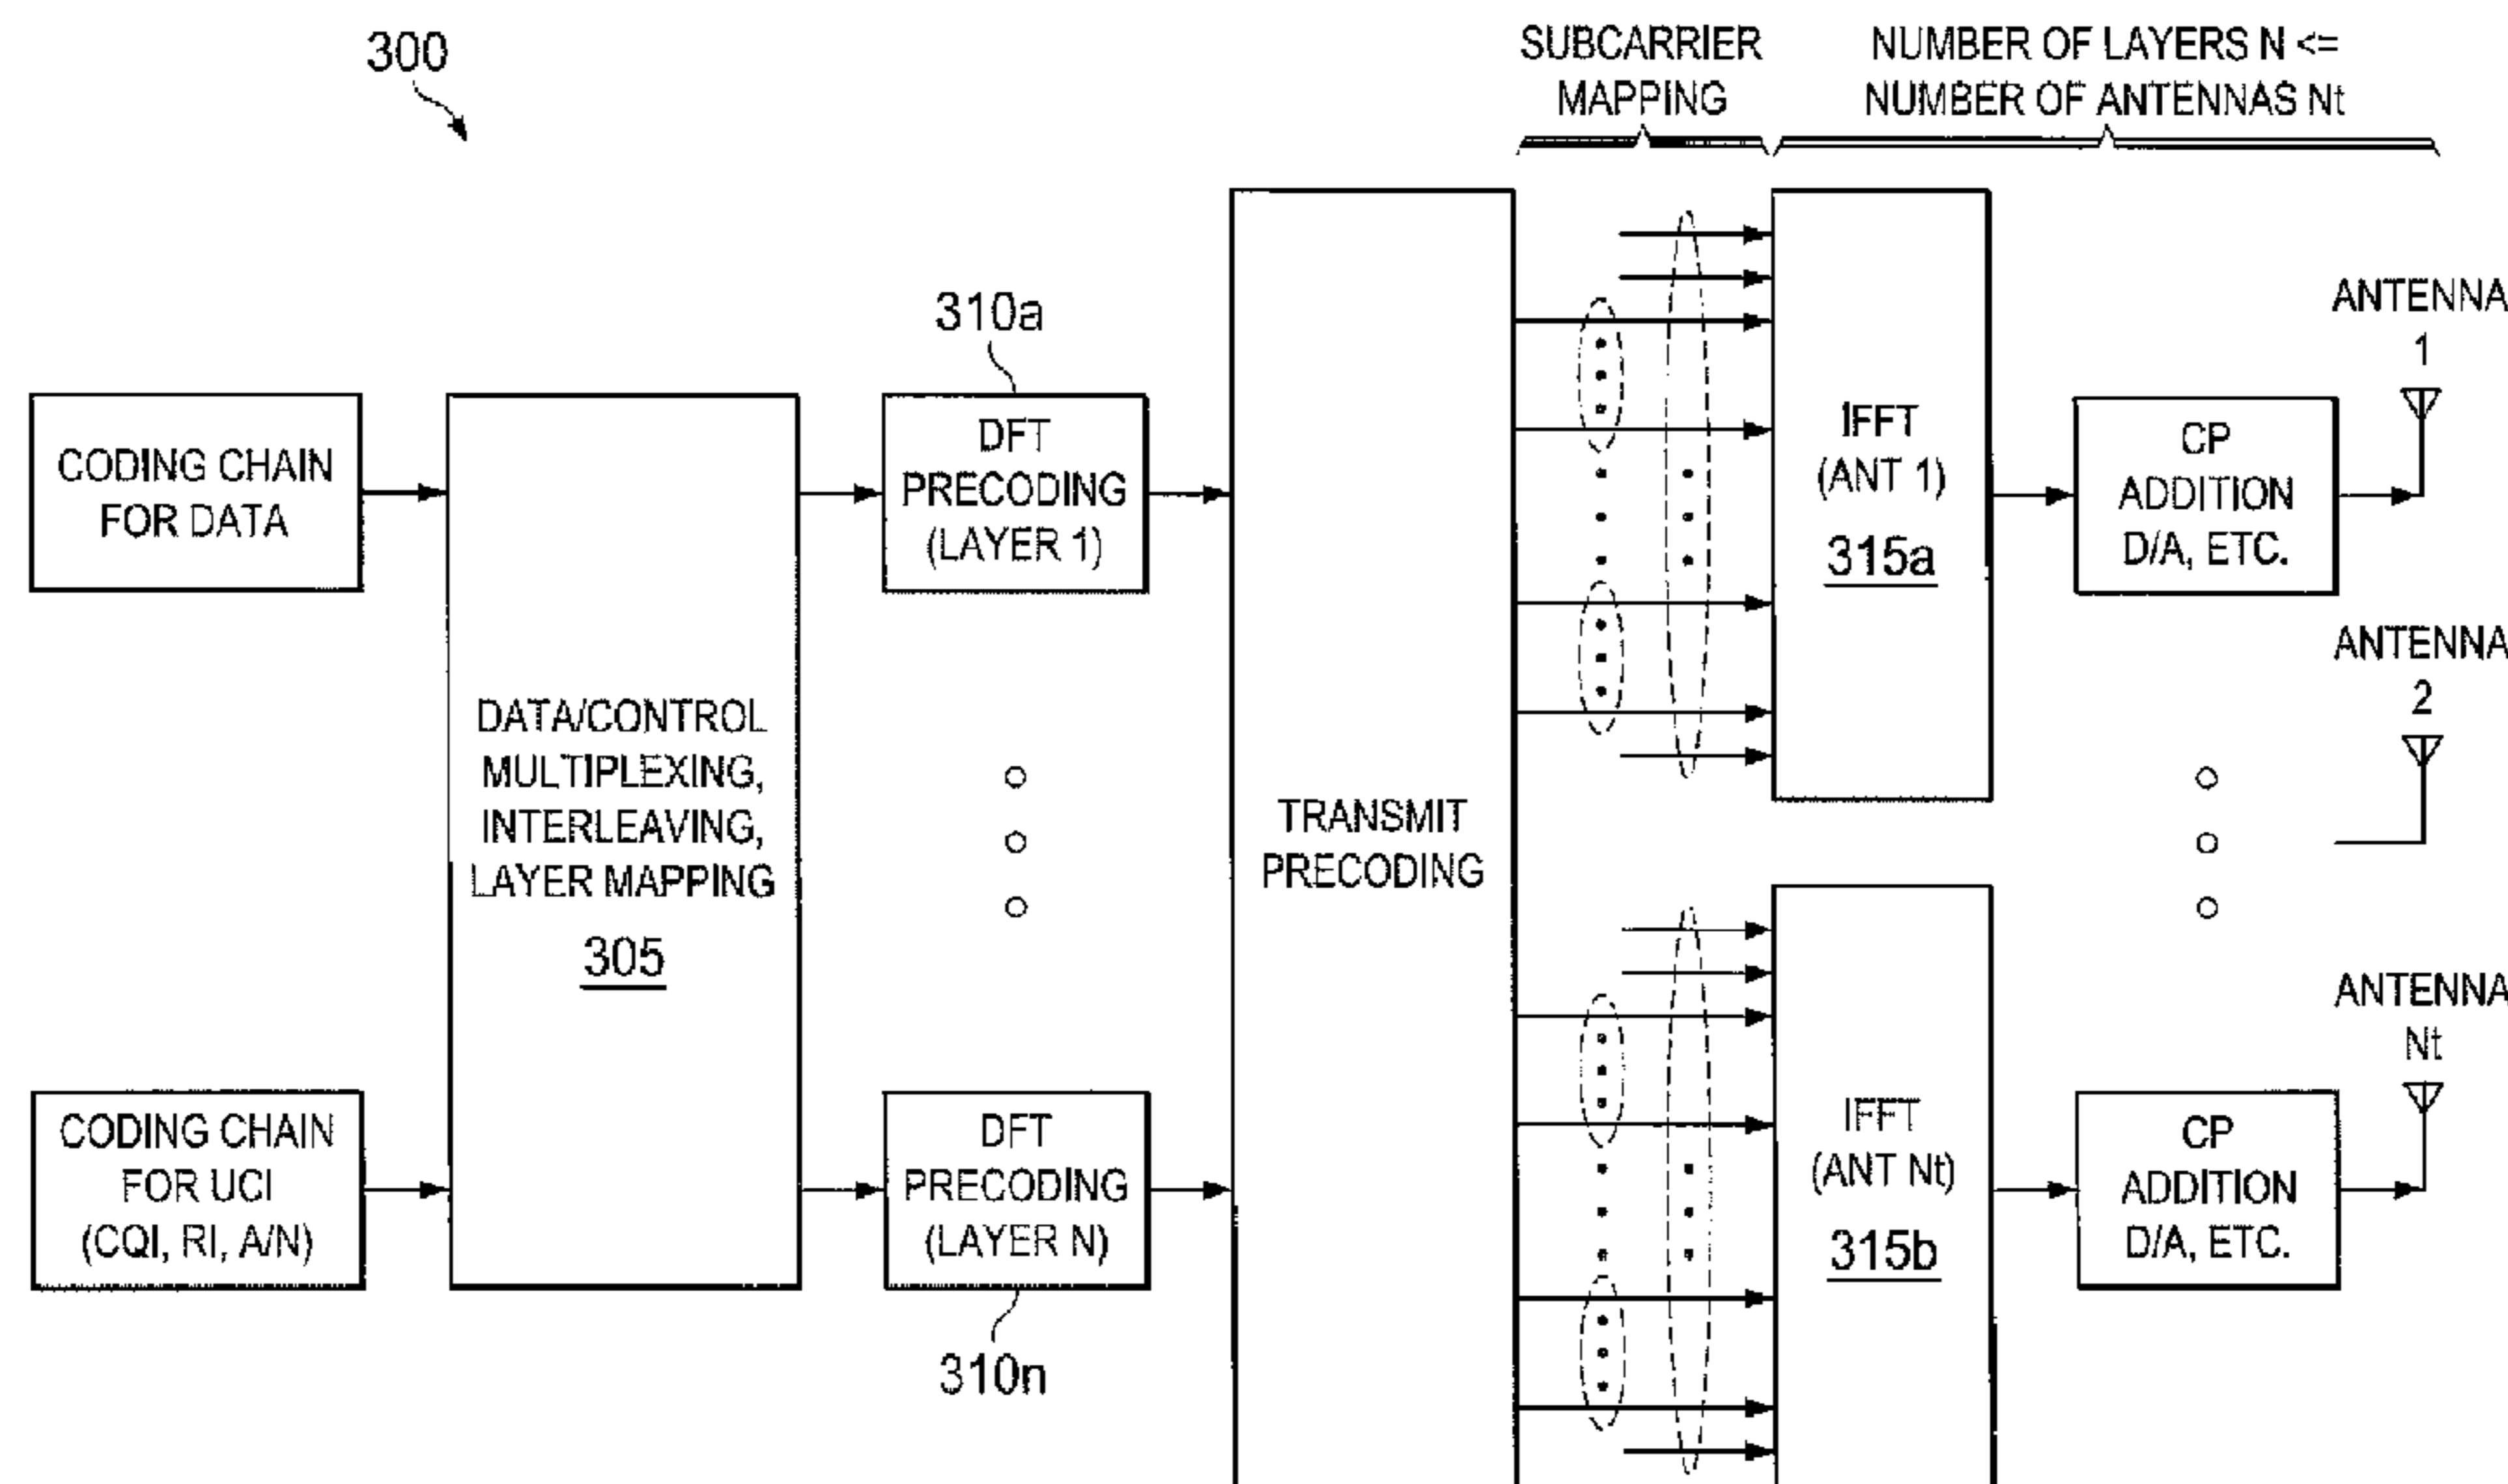 300
SUBCARRIER
MAPPING
NUMBER OF LAYERS N <=
NUMBER OF ANTENNAS Nt
CODING CHAIN
FOR DATA
DATA/CONTROL
MULTIPLEXING,
INTERLEAVING,
LAYER MAPPING
305
310a
DFT
PRECODING
(LAYER 1)
TRANSMIT
PRECODING
IFFT
(ANT 1)
315a
CP
ADDITION
D/A, ETC.
ANTENNA
1
ANTENNA
2
CODING CHAIN
FOR UCI
(CQI, RI, A/N)
DFT
PRECODING
(LAYER N)
310n
IFFT
(ANT Nt)
315b
CP
ADDITION
D/A, ETC.
ANTENNA
Nt